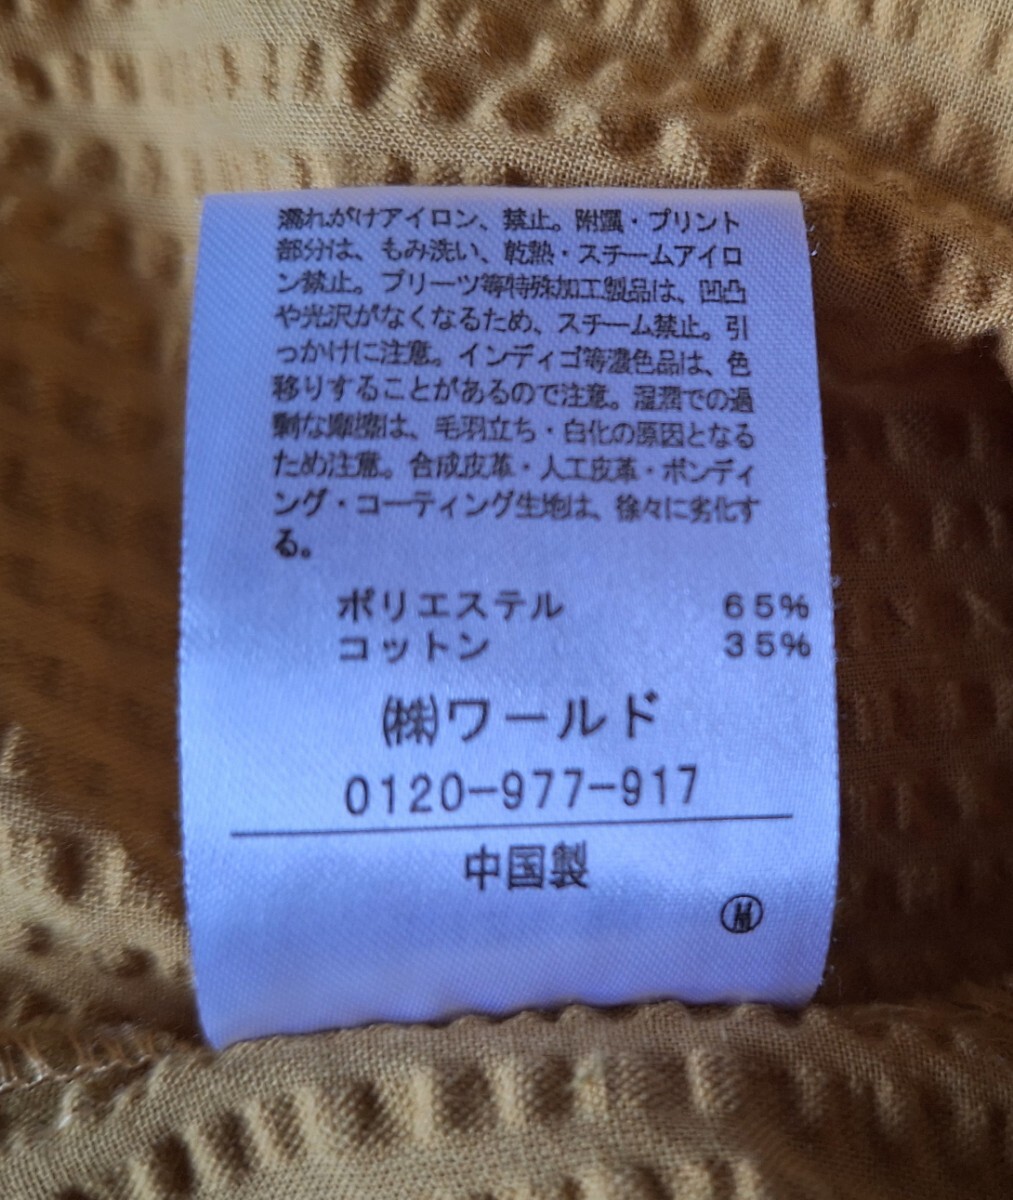 濡れがけアイロン、禁止。附属・プリント
部分は、もみ洗い、乾熱・スチームアイロ
ン禁止。プリーツ等特殊加工製品は、凹凸
や光沢がなくなるため、スチーム禁止。引
っかけに注意。インディゴ等濃色品は、色
移りすることがあるので注意。湿潤での過
剰な摩擦は、毛羽立ち・白化の原因となる
ため注意。合成皮革・人工皮革・ボンディ
ング・コーティング生地は、徐々に劣化す
る。
ポリエステル 65%
コットン 35%
㈱ワールド
0120-977-917
中国製